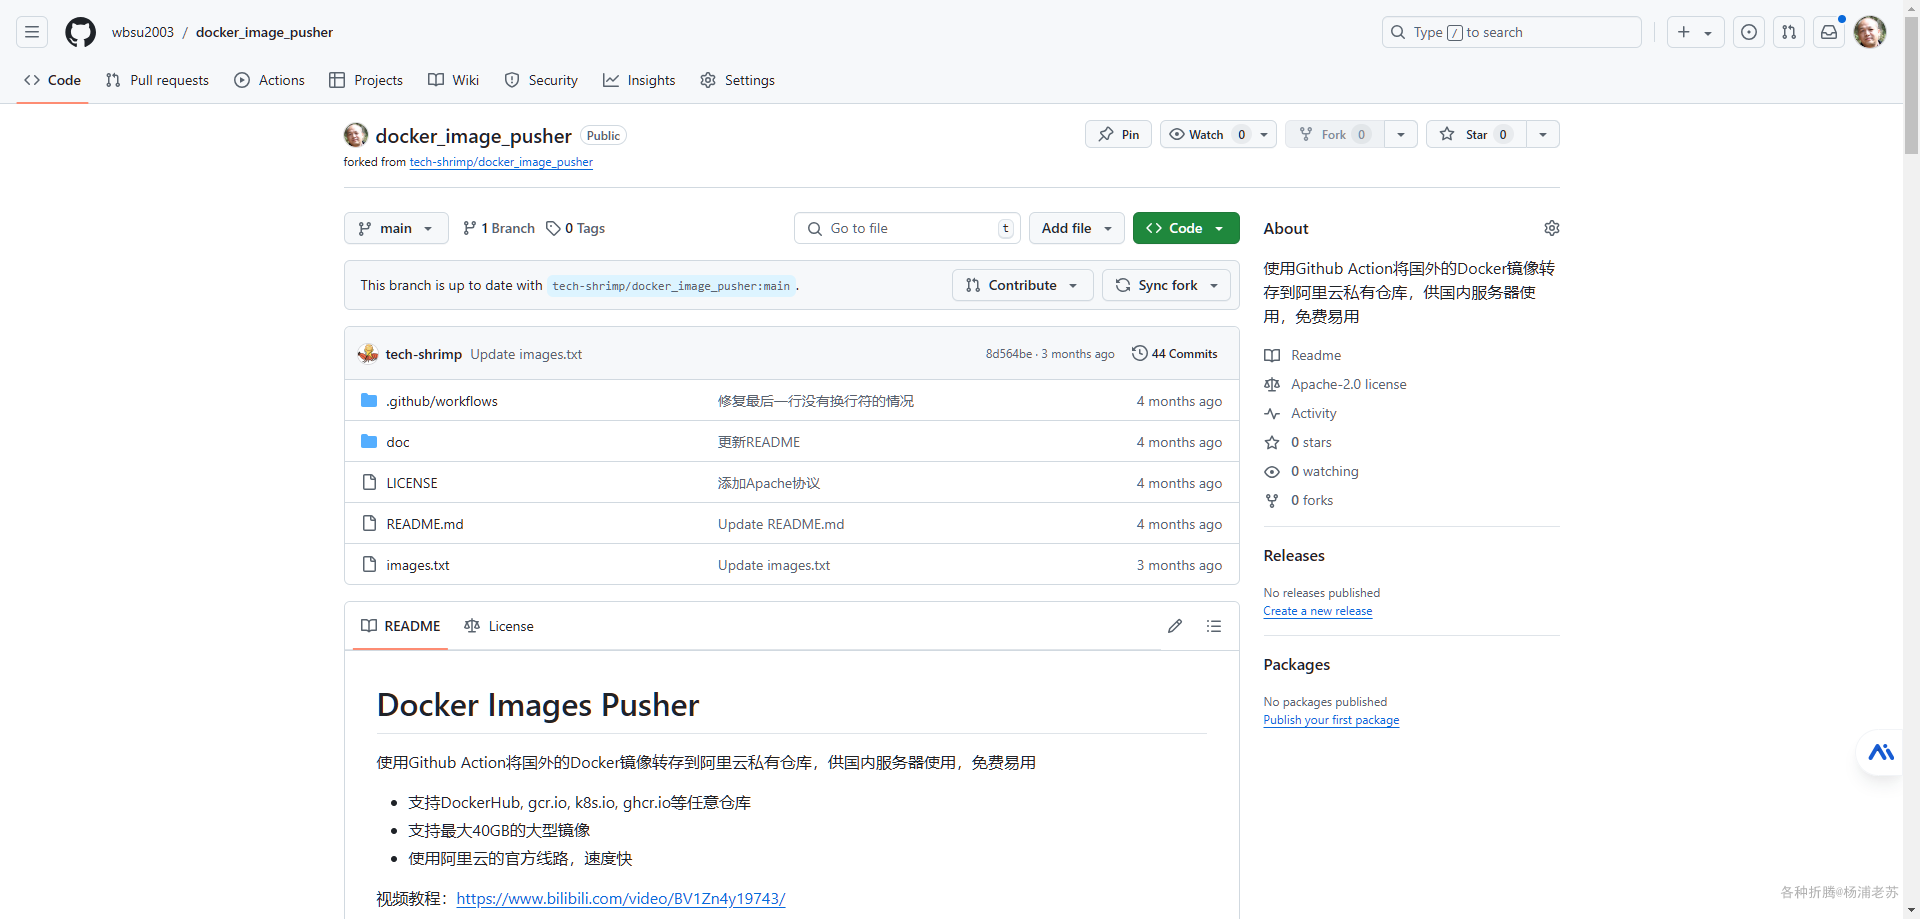 wbsu2003 / docker_image_pusher
Type / to search
Code
Pull requests
Actions
Projects
Wiki
Security
Insights
Settings
docker_image_pusher Public
forked from tech-shrimp/docker_image_pusher
Pin
Watch 0
Fork 0
Star 0
main
1 Branch
0 Tags
Go to file t
Add file
Code
This branch is up to date with tech-shrimp/docker_image_pusher:main .
Contribute
Sync fork
tech-shrimp Update images.txt 8d564be · 3 months ago 44 Commits
.github/workflows 修复最后一行没有换行符的情况 4 months ago
doc 更新README 4 months ago
LICENSE 添加Apache协议 4 months ago
README.md Update README.md 4 months ago
images.txt Update images.txt 3 months ago
README
License
Docker Images Pusher
使用Github Action将国外的Docker镜像转存到阿里云私有仓库，供国内服务器使用，免费易用
支持DockerHub, gcr.io, k8s.io, ghcr.io等任意仓库
支持最大40GB的大型镜像
使用阿里云的官方线路，速度快
视频教程：https://www.bilibili.com/video/BV1Zn4y19743/
About
使用Github Action将国外的Docker镜像转
存到阿里云私有仓库，供国内服务器使
用，免费易用
Readme
Apache-2.0 license
Activity
0 stars
0 watching
0 forks
Releases
No releases published
Create a new release
Packages
No packages published
Publish your first package
各种折腾@杨浦老苏